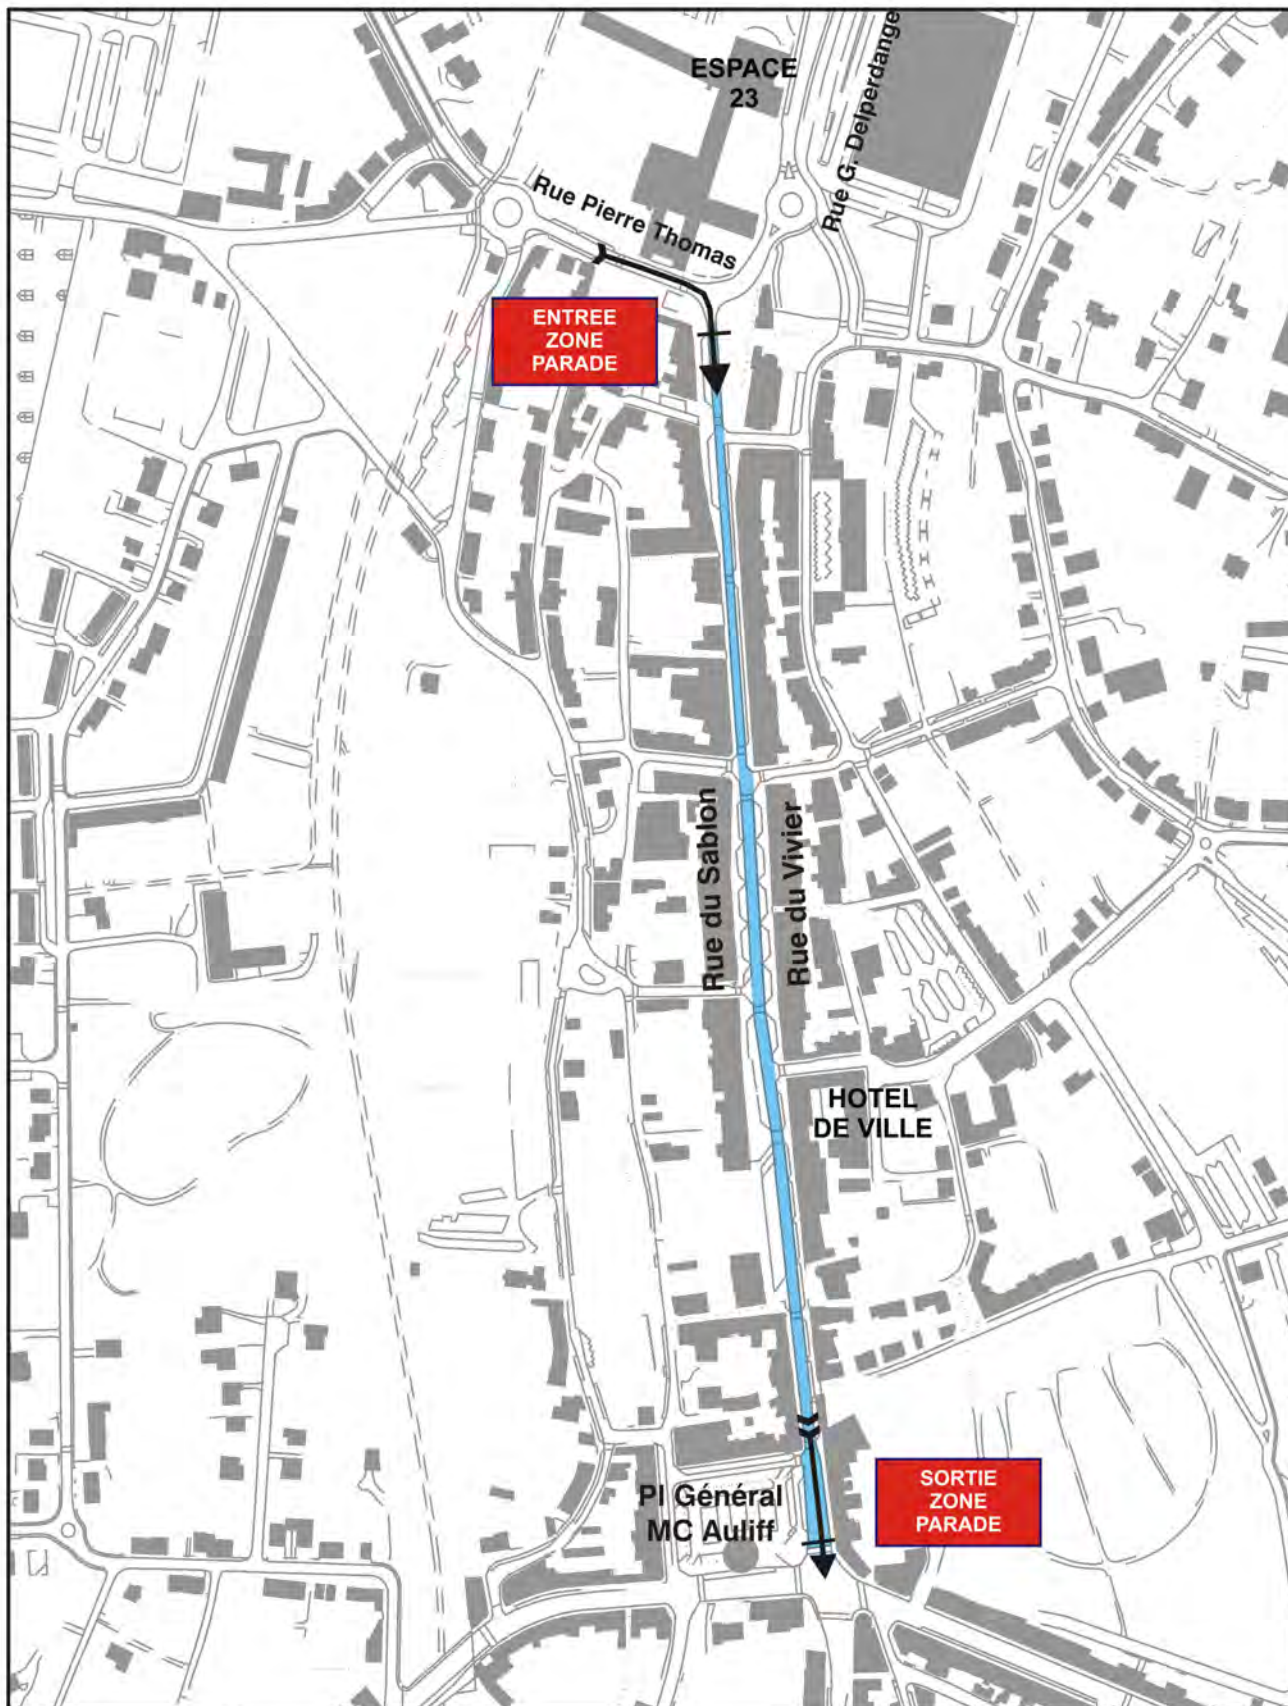 ESPACE
23
Rue G. Delperdange
Rue Pierre Thomas
ENTREE
ZONE
PARADE
Rue du Sablon
Rue du Vivier
HOTEL
DE VILLE
Pl Général
MC Auliff
SORTIE
ZONE
PARADE